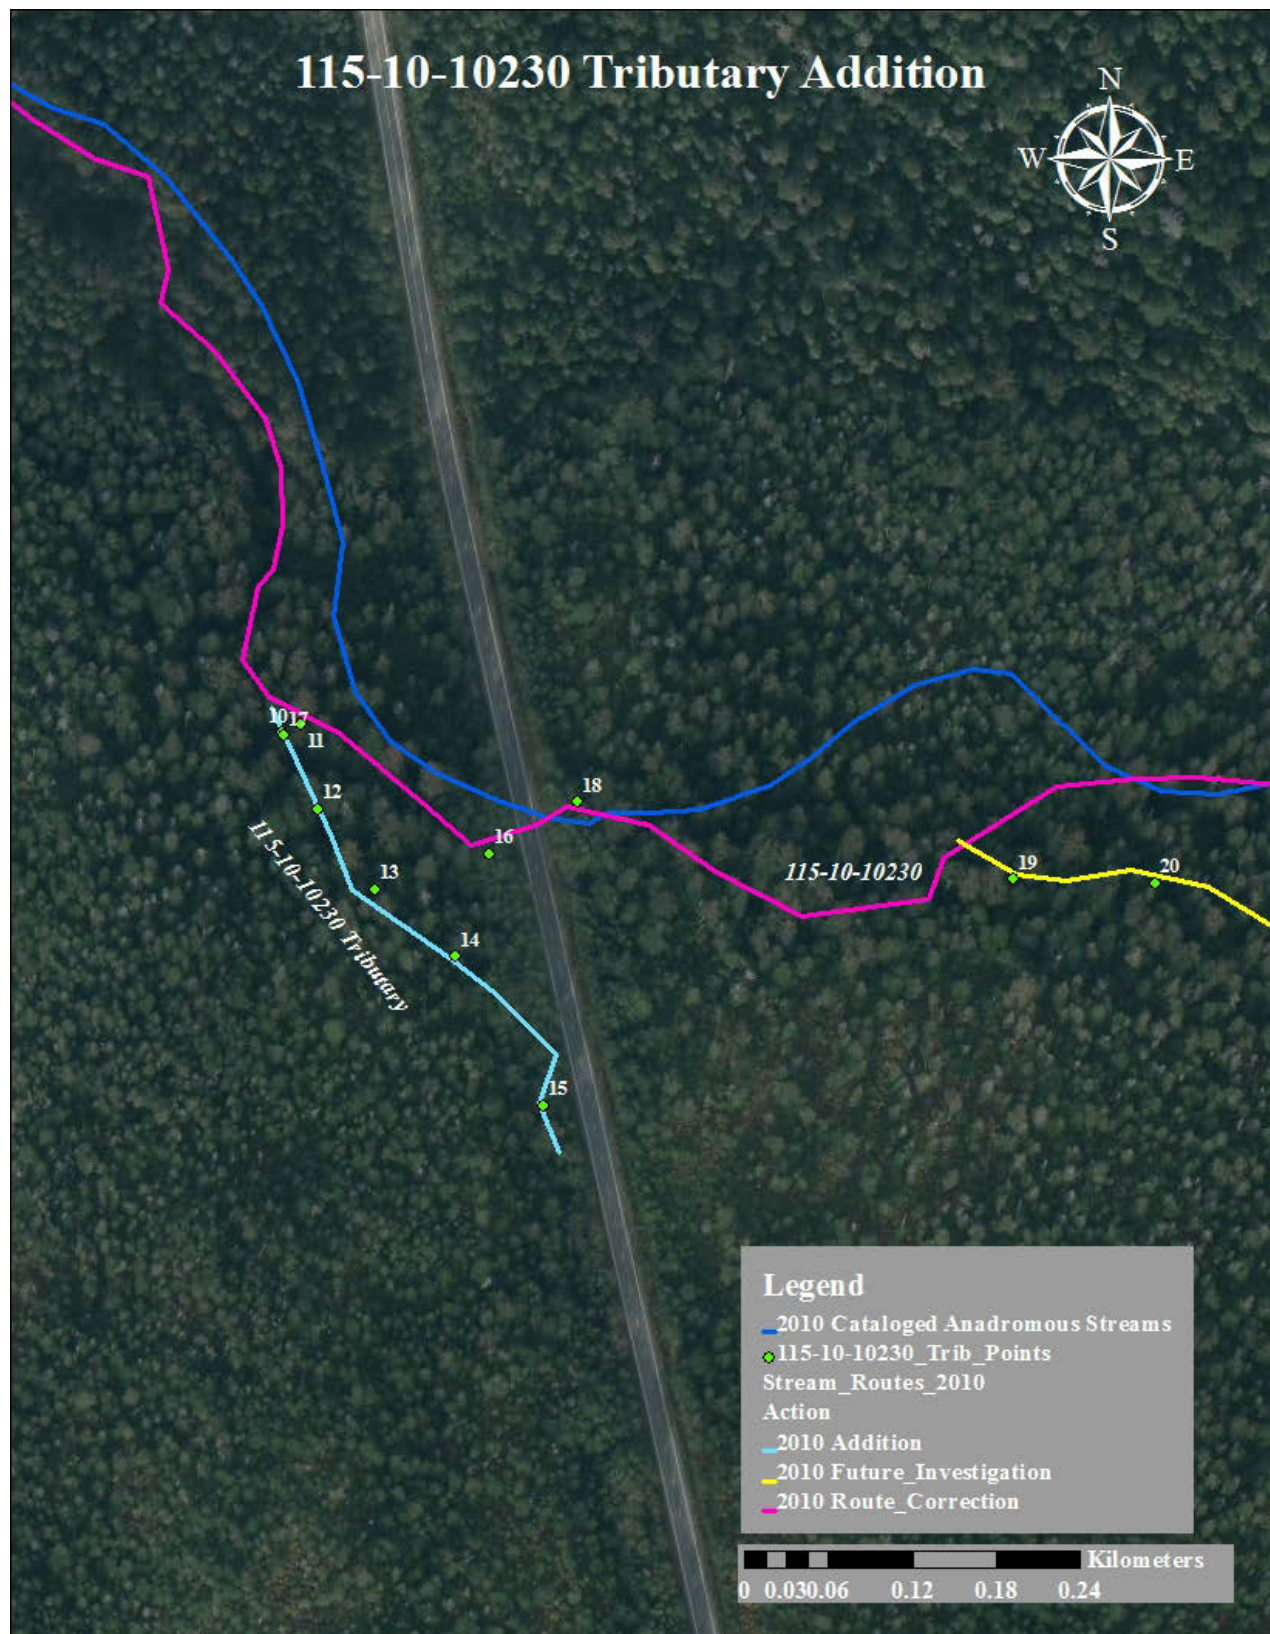 115-10-10230 Tributary Addition
N
W
E
S
10
17
11
12
18
16
13
115-10-10230
19
20
115-10-10230 Tributary
14
15
Legend
2010 Cataloged Anadromous Streams
115-10-10230_Trib_Points
Stream_Routes_2010
Action
2010 Addition
2010 Future_Investigation
2010 Route_Correction
Kilometers
0 0.03 0.06 0.12 0.18 0.24